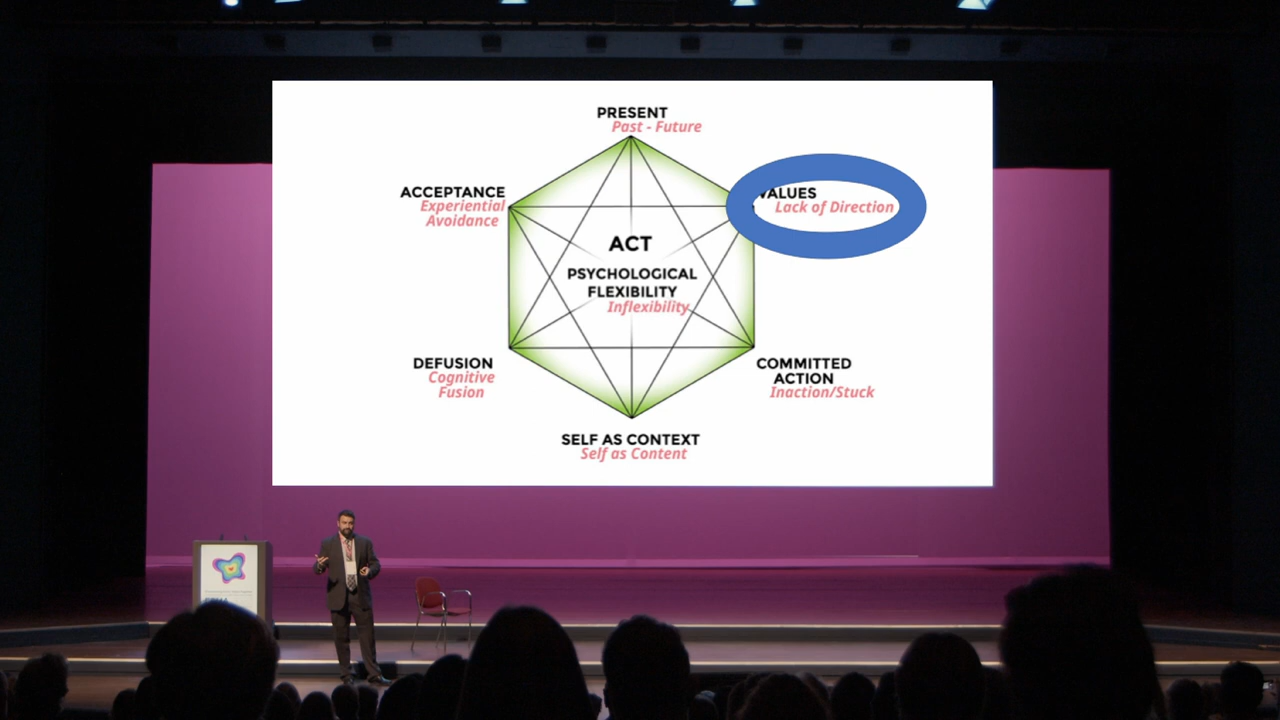 PRESENT
Past - Future
ACCEPTANCE
Experiential
Avoidance
VALUES
Lack of Direction
ACT
PSYCHOLOGICAL
FLEXIBILITY
Inflexibility
DEFUSION
Cognitive
Fusion
COMMITTED
ACTION
Inaction/Stuck
SELF AS CONTEXT
Self as Content